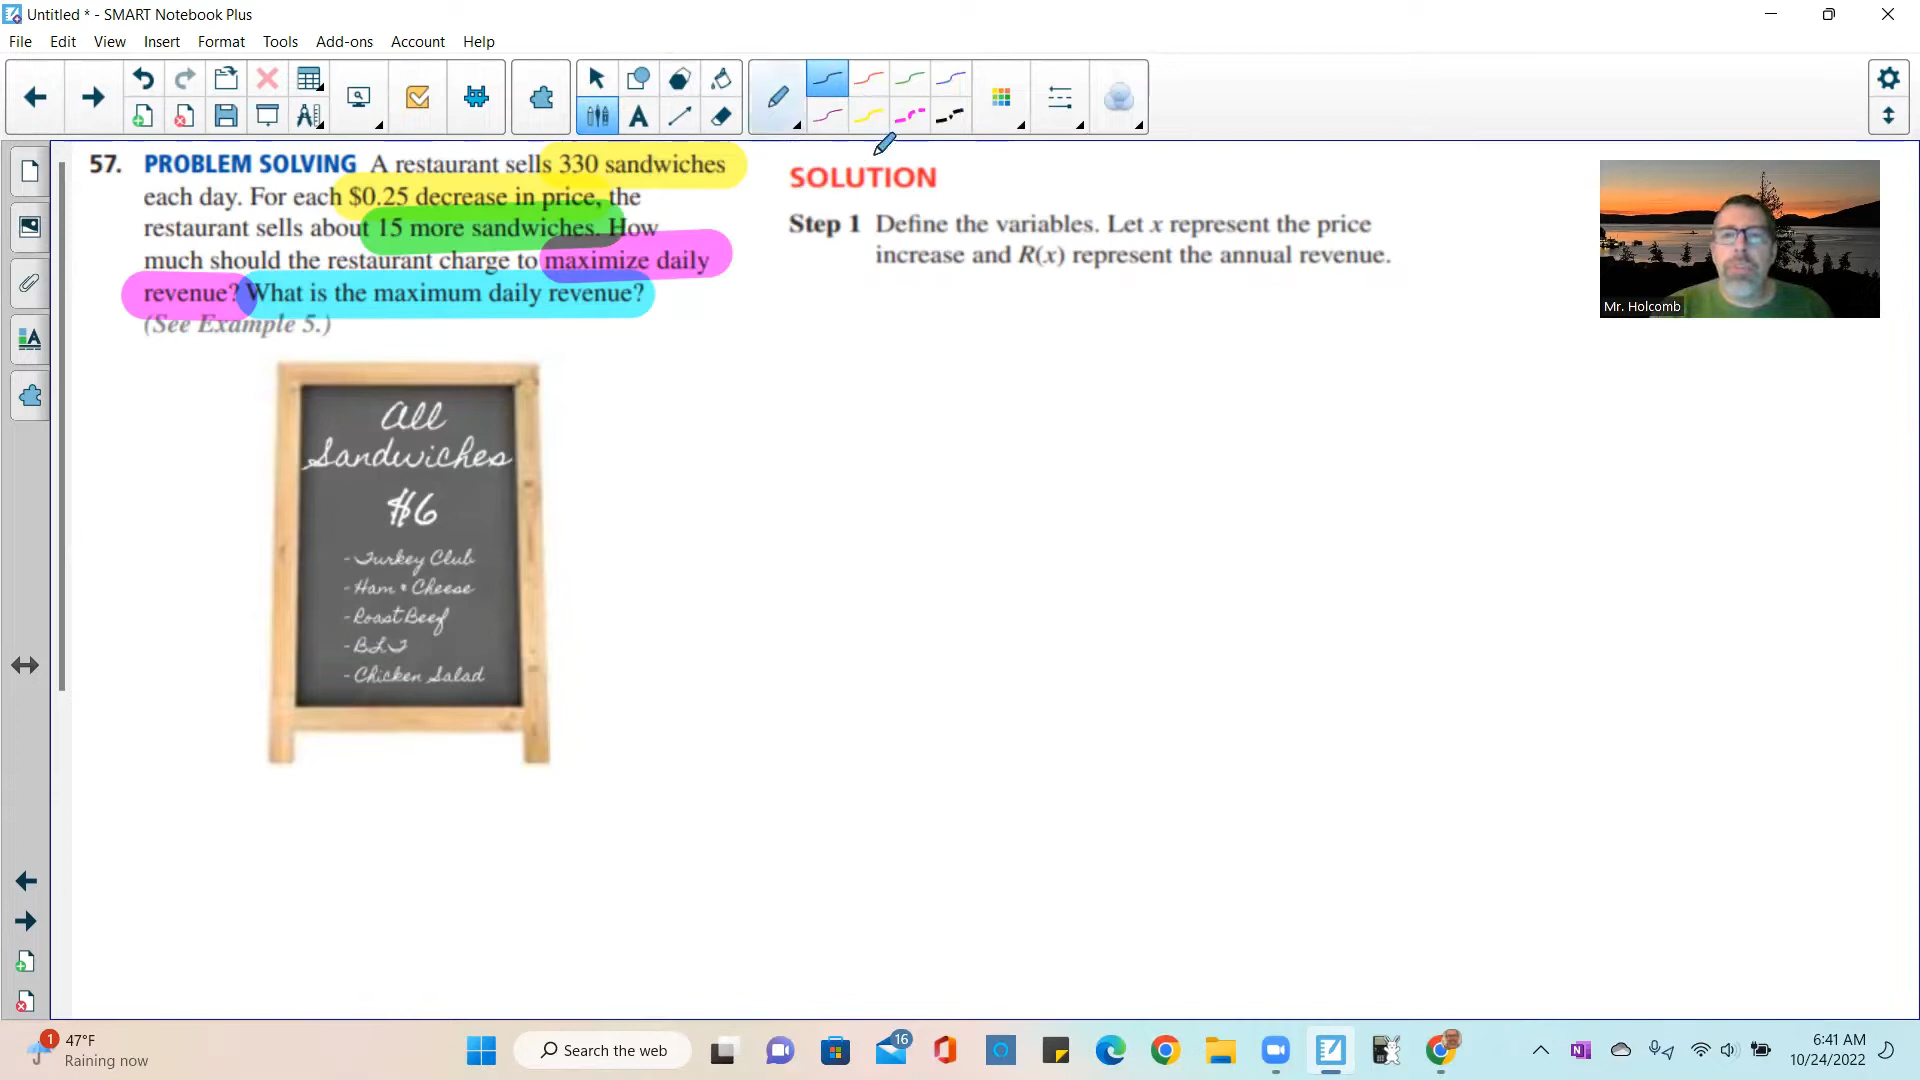 Untitled * - SMART Notebook Plus
File Edit View Insert Format Tools Add-ons Account Help
57. PROBLEM SOLVING A restaurant sells 330 sandwiches
each day. For each $0.25 decrease in price, the
restaurant sells about 15 more sandwiches. How
much should the restaurant charge to maximize daily
revenue? What is the maximum daily revenue?
(See Example 5.)
All
Sandwiches
$6
- Turkey Club
- Ham & Cheese
- Roast Beef
- BLT
- Chicken Salad
SOLUTION
Step 1 Define the variables. Let x represent the price
increase and R(x) represent the annual revenue.
Mr. Holcomb
1
47°F
Raining now
Search the web
16
6:41 AM
10/24/2022